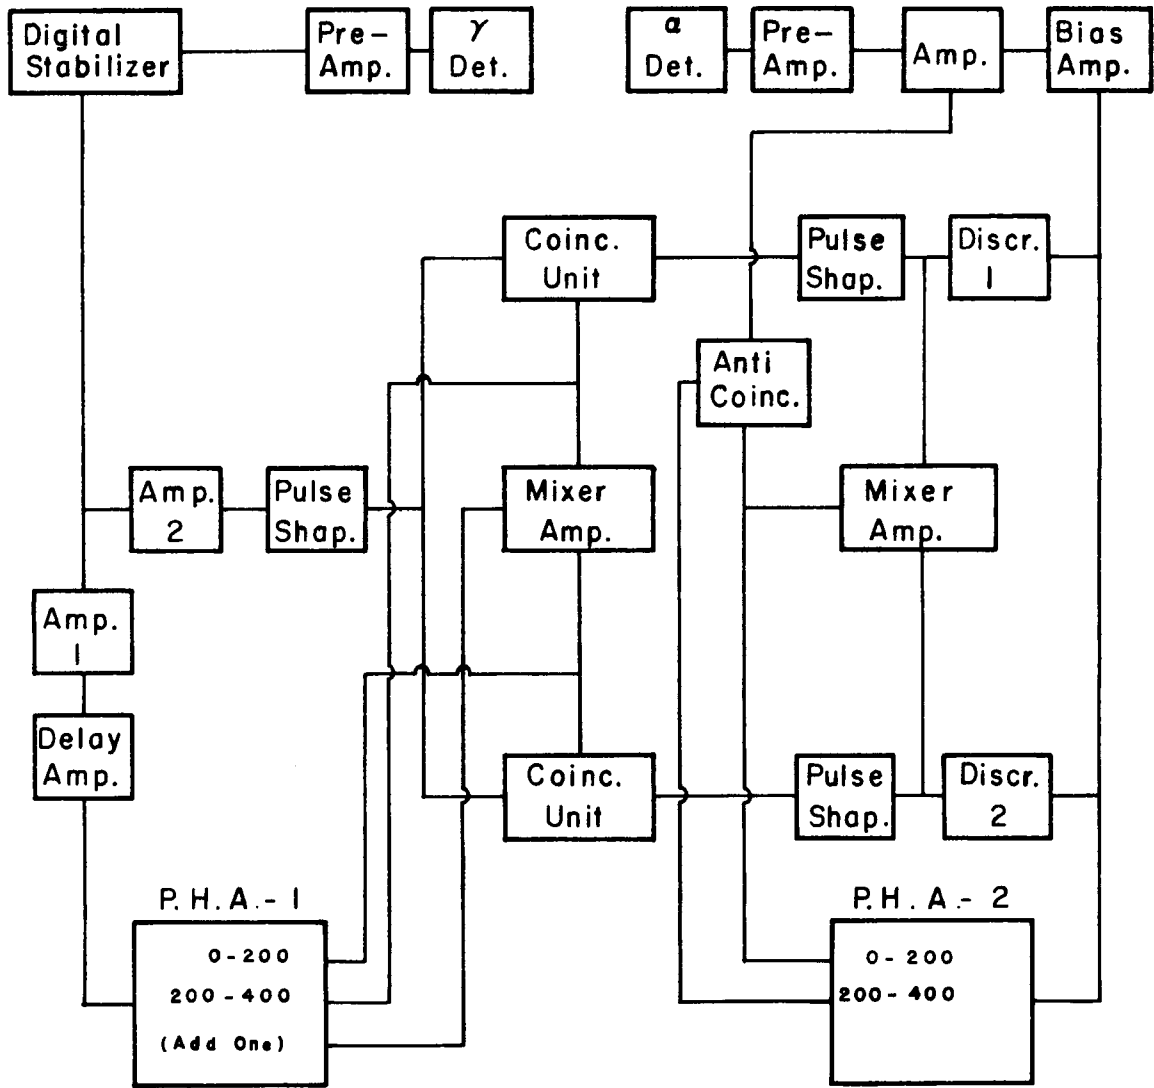 Digital
Stabilizer
Pre-
Amp.
γ
Det.
α
Det.
Pre-
Amp.
Amp.
Bias
Amp.
Coinc.
Unit
Pulse
Shap.
Discr.
1
Anti
Coinc.
Amp.
2
Pulse
Shap.
Mixer
Amp.
Mixer
Amp.
Amp.
1
Delay
Amp.
Coinc.
Unit
Pulse
Shap.
Discr.
2
P. H. A. - 1
0-200
200-400
(Add One)
P. H. A. - 2
0-200
200-400